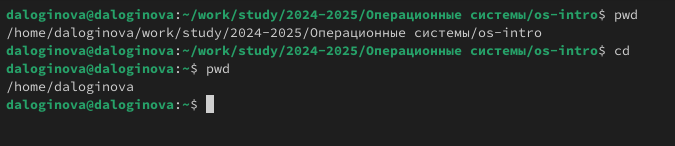 daloginova@daloginova:~/work/study/2024-2025/Операционные системы/os-intro$ pwd
/home/daloginova/work/study/2024-2025/Операционные системы/os-intro
daloginova@daloginova:~/work/study/2024-2025/Операционные системы/os-intro$ cd
daloginova@daloginova:~$ pwd
/home/daloginova
daloginova@daloginova:~$